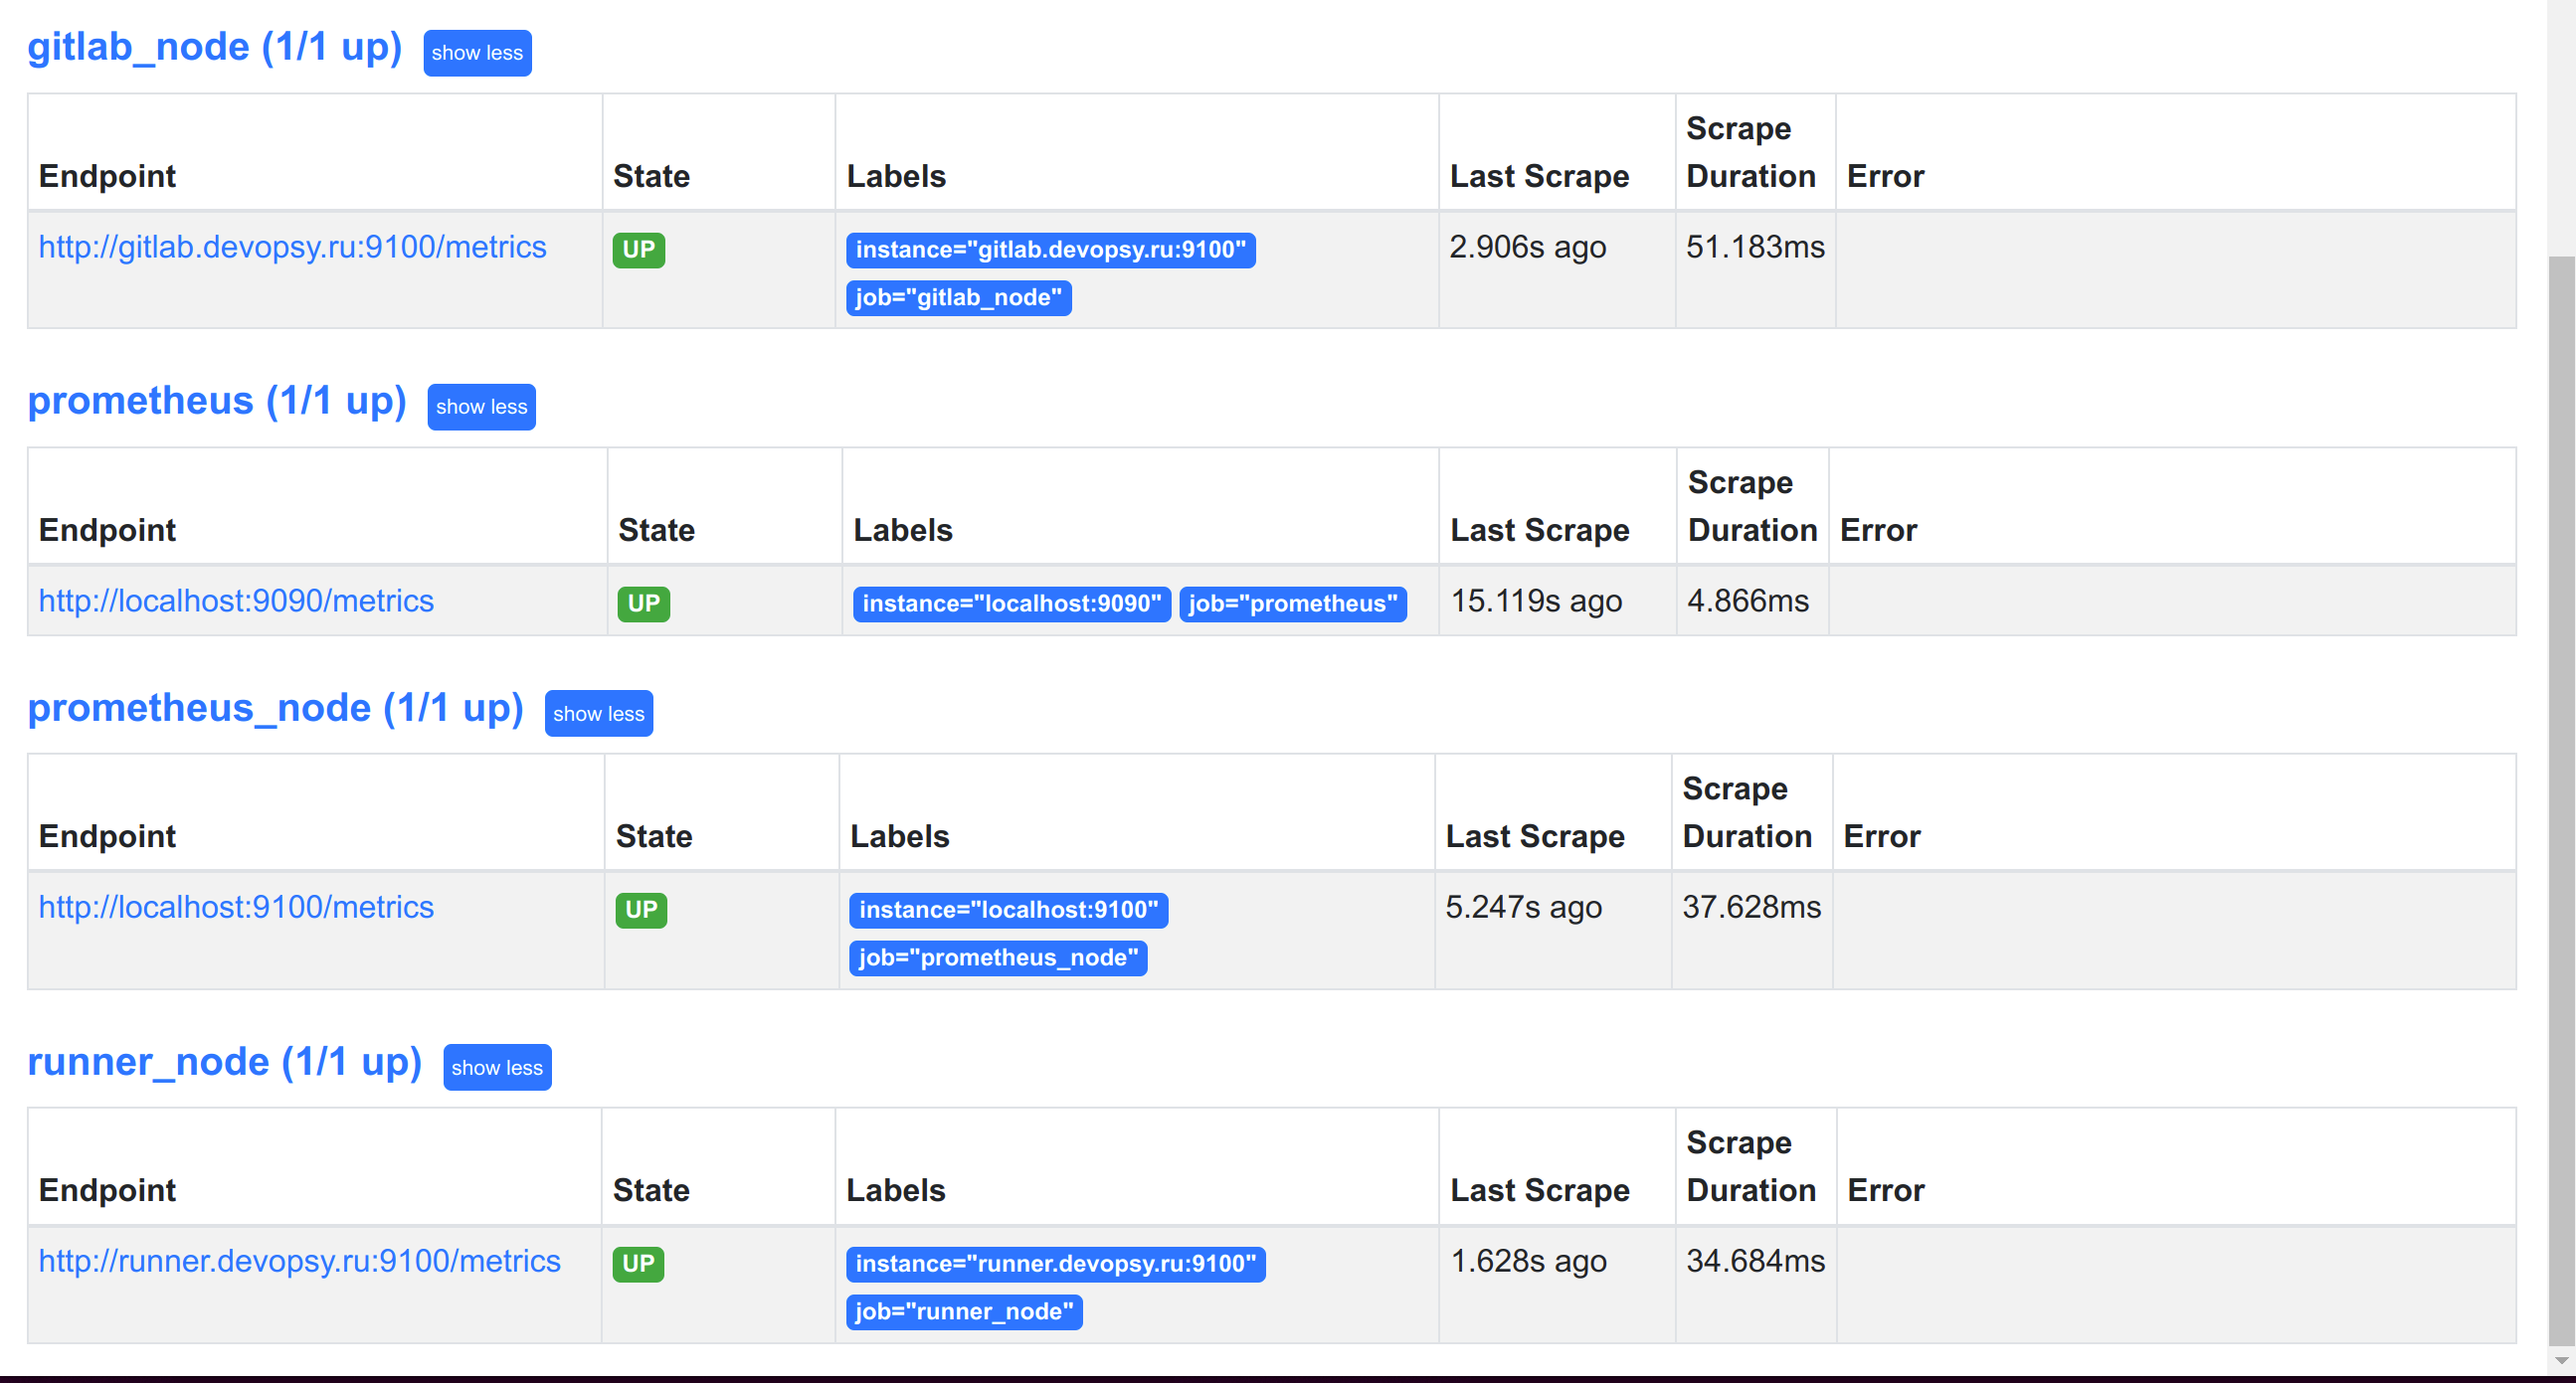 gitlab_node (1/1 up) show less
Endpoint State Labels Last Scrape Scrape Duration Error
http://gitlab.devopsy.ru:9100/metrics UP instance="gitlab.devopsy.ru:9100" 2.906s ago 51.183ms
job="gitlab_node"
prometheus (1/1 up) show less
Endpoint State Labels Last Scrape Scrape Duration Error
http://localhost:9090/metrics UP instance="localhost:9090" job="prometheus" 15.119s ago 4.866ms
prometheus_node (1/1 up) show less
Endpoint State Labels Last Scrape Scrape Duration Error
http://localhost:9100/metrics UP instance="localhost:9100" 5.247s ago 37.628ms
job="prometheus_node"
runner_node (1/1 up) show less
Endpoint State Labels Last Scrape Scrape Duration Error
http://runner.devopsy.ru:9100/metrics UP instance="runner.devopsy.ru:9100" 1.628s ago 34.684ms
job="runner_node"